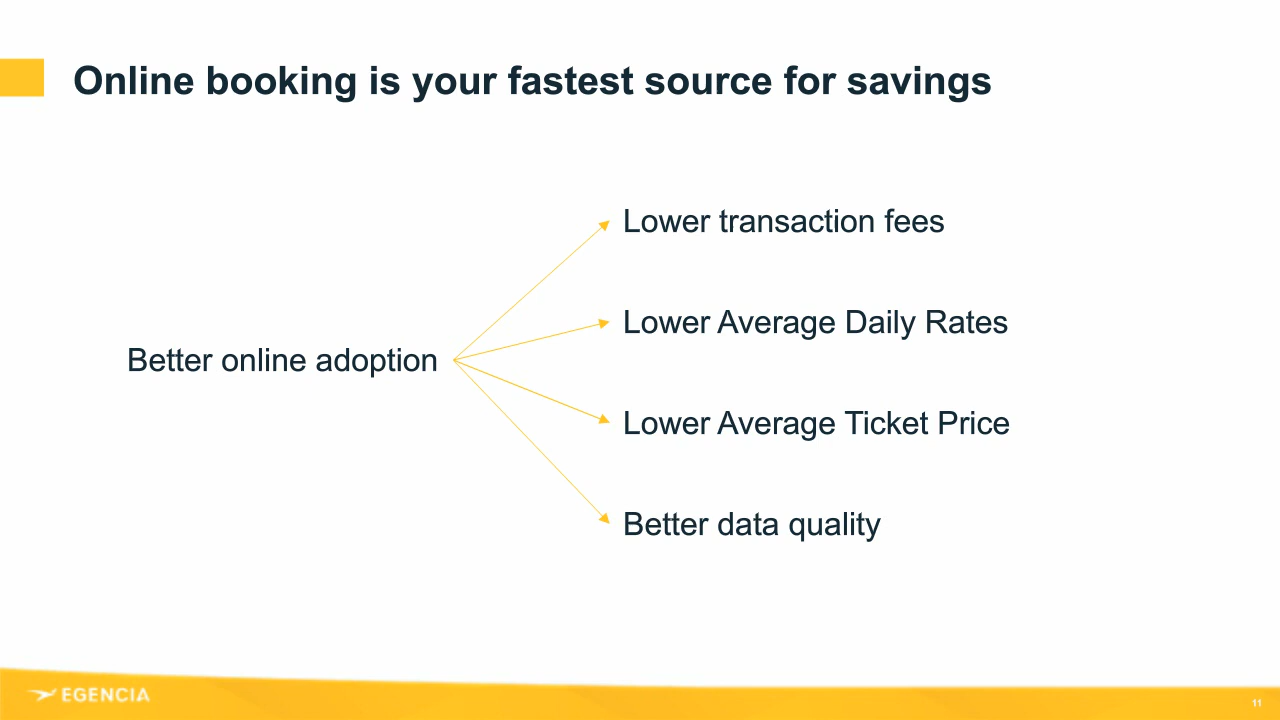 Online booking is your fastest source for savings
Lower transaction fees
Lower Average Daily Rates
Better online adoption
Lower Average Ticket Price
Better data quality
EGENCIA
11